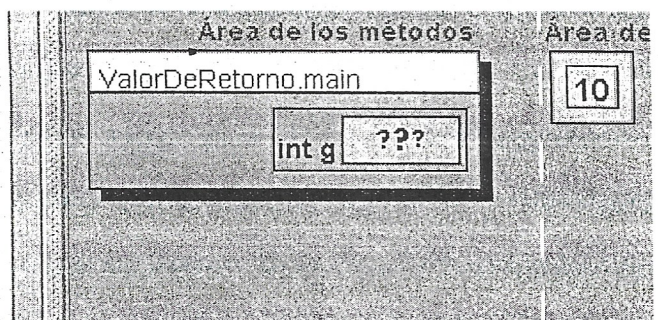 Área de los métodos
Área de
ValorDeRetorno.main
10
int g ???